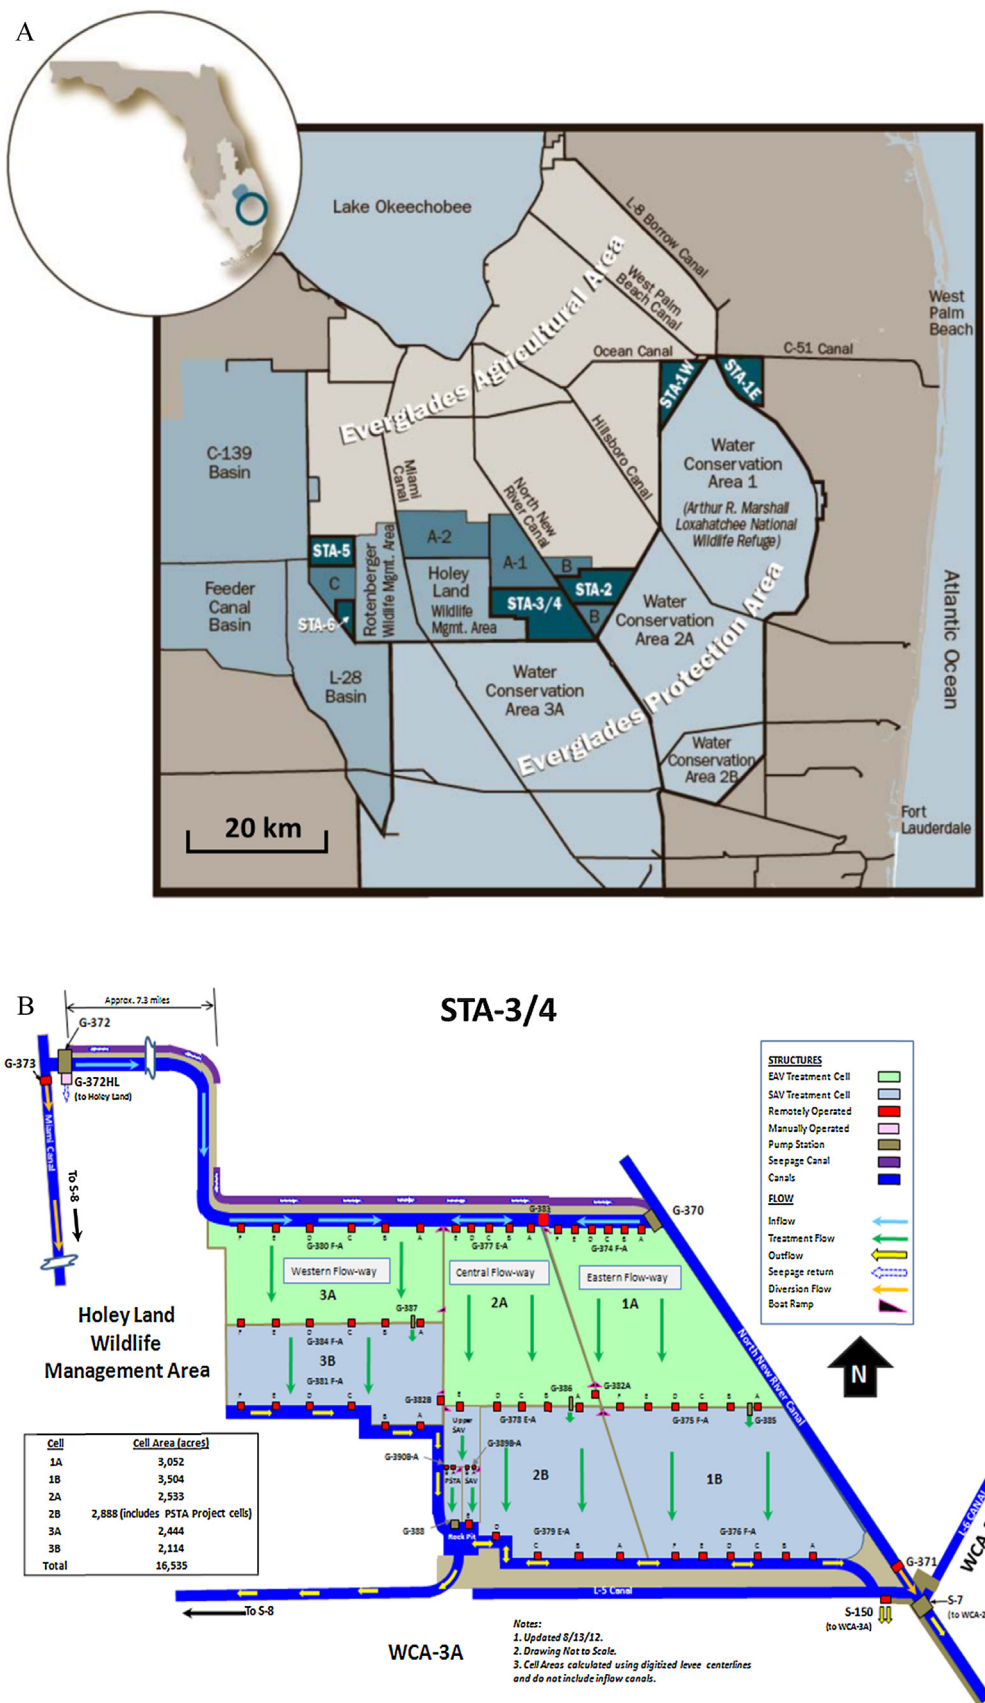 A
Lake Okeechobee
L-8 Borrow Canal
West Palm
Beach Canal
Everglades Agricultural Area
West
Palm
Beach
Ocean Canal
C-51 Canal
STA-1W
STA-1E
Hillsboro Canal
C-139
Basin
Miami
Canal
North New
River Canal
Water
Conservation
Area 1
(Arthur R. Marshall
Loxahatchee National
Wildlife Refuge)
STA-5
A-2
A-1
B
STA-2
C
STA-6
Rotenberger
Wildlife Mgmt. Area
Holey
Land
Wildlife
Mgmt. Area
STA-3/4
B
Feeder
Canal
Basin
Water
Conservation
Area 2A
L-28
Basin
Water
Conservation
Area 3A
Everglades Protection Area
Water
Conservation
Area 2B
Atlantic Ocean
Fort
Lauderdale
20 km
B
STA-3/4
Approx. 7.3 miles
G-372
G-373
G-372HL
(to Holey Land)
Miami Canal
To S-8
STRUCTURES
EAV Treatment Cell
SAV Treatment Cell
Remotely Operated
Manually Operated
Pump Station
Seepage Canal
Canals
FLOW
Inflow
Treatment Flow
Outflow
Seepage return
Diversion Flow
Boat Ramp
N
G-383
G-370
F E D C B A
E D C B A
F E D C B A
G-380 F-A
G-377 E-A
G-374 F-A
Western Flow-way
Central Flow-way
Eastern Flow-way
3A
2A
1A
G-387
F E D C B A
G-384 F-A
3B
G-381 F-A
F E D C
B A
Holey Land
Wildlife
Management Area
North New River Canal
G-382B
G-386
G-382A
E D C B A
F E D C B A
G-378 E-A
G-375 F-A
G-385
Upper
SAV
G-390B-A
G-389B-A
B A B A
PSTA
SAV
2B
1B
G-388
E
D
Rock Pit
G-379 E-A
G-376 F-A
C B A
F E D C B A
Cell Cell Area (acres)
1A 3,052
1B 3,504
2A 2,533
2B 2,888 (includes PSTA Project cells)
3A 2,444
3B 2,114
Total 16,535
L-6 CANAL
G-371
L-5 Canal
S-7
S-150
(to WCA-3A)
To S-8
WCA-3A
Notes:
1. Updated 8/13/12.
2. Drawing Not to Scale.
3. Cell Areas calculated using digitized levee centerlines
and do not include inflow canals.